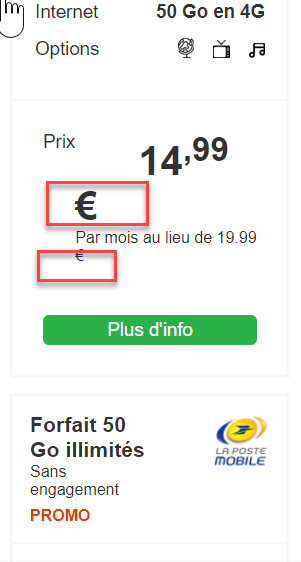 Internet 50 Go en 4G
Options
Prix 14,99
€
Par mois au lieu de 19.99
€
Plus d'info
Forfait 50
Go illimités
LA POSTE
MOBILE
Sans
engagement
PROMO